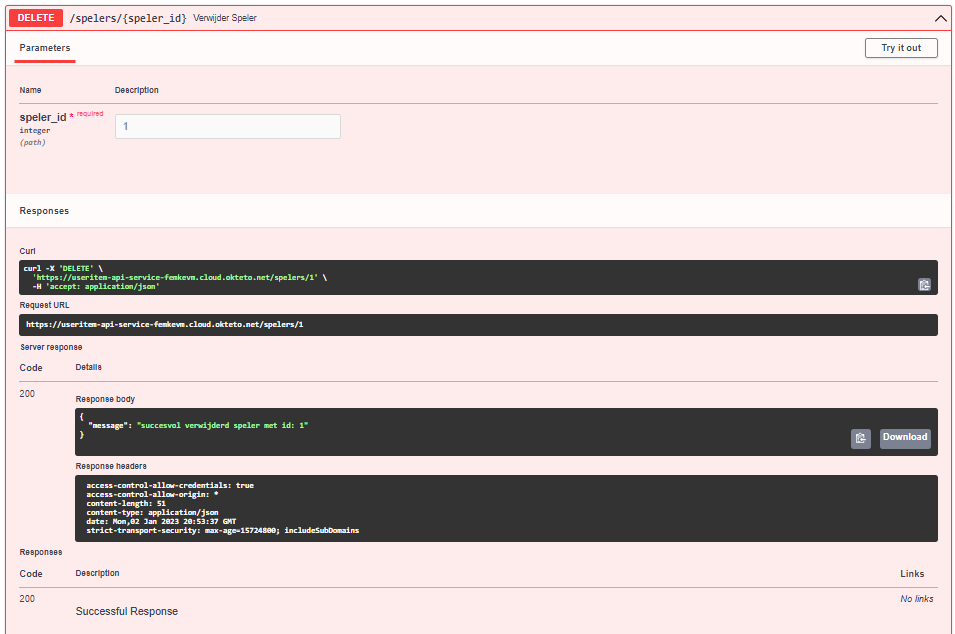 DELETE /spelers/{speler_id} Verwijder Speler
Parameters
Try it out
Name Description
speler_id * required
integer
(path)
1
Responses
Curl
curl -X 'DELETE' \
'https://useritem-api-service-femkevm.cloud.okteto.net/spelers/1' \
-H 'accept: application/json'
Request URL
https://useritem-api-service-femkevm.cloud.okteto.net/spelers/1
Server response
Code Details
200
Response body
{
"message": "succesvol verwijderd speler met id: 1"
}
Download
Response headers
access-control-allow-credentials: true
access-control-allow-origin: *
content-length: 51
content-type: application/json
date: Mon,02 Jan 2023 20:53:37 GMT
strict-transport-security: max-age=15724800; includeSubDomains
Responses
Code Description Links
200 No links
Successful Response